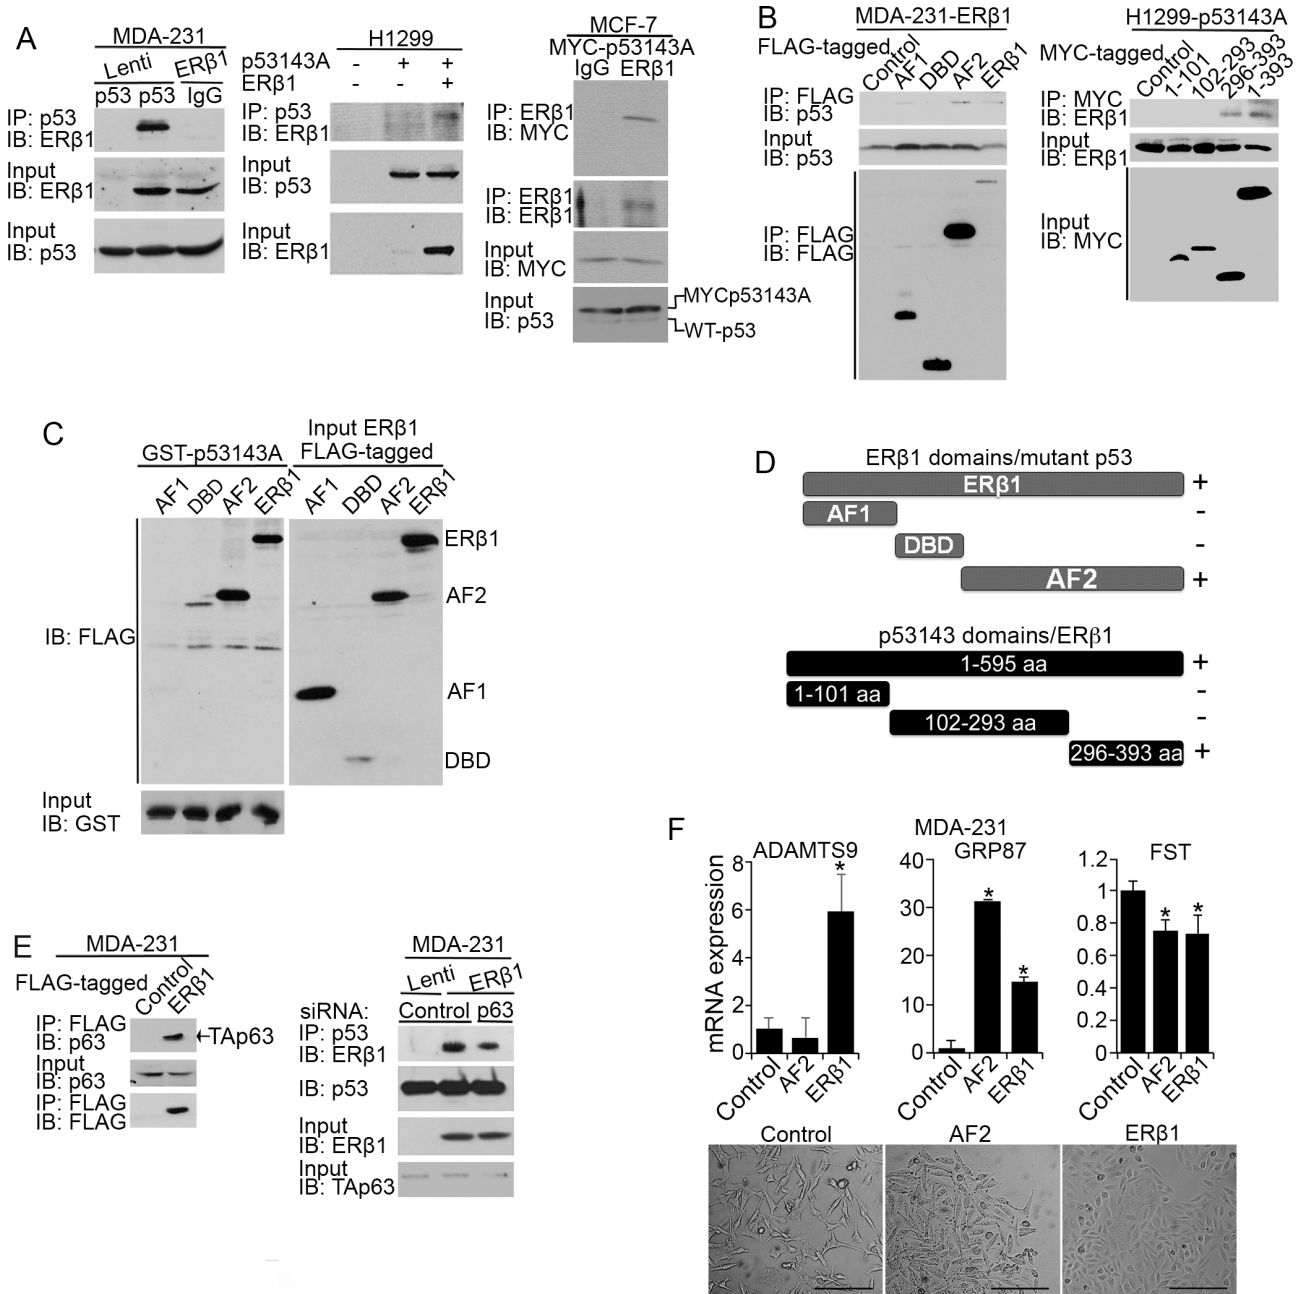 A
MDA-231
Lenti ERβ1
p53 p53 IgG
IP: p53
IB: ERβ1
Input
IB: ERβ1
Input
IB: p53
H1299
p53143A - + +
ERβ1 - - +
IP: p53
IB: ERβ1
Input
IB: p53
Input
IB: ERβ1
MCF-7
MYC-p53143A
IgG ERβ1
IP: ERβ1
IB: MYC
IP: ERβ1
IB: ERβ1
Input
IB: MYC
Input
IB: p53
MYCp53143A
WT-p53
B
MDA-231-ERβ1
FLAG-tagged
Control AF1 DBD AF2 ERβ1
IP: FLAG
IB: p53
Input
IB: p53
IP: FLAG
IB: FLAG
H1299-p53143A
MYC-tagged
Control 1-101 102-293 296-393 1-393
IP: MYC
IB: ERβ1
Input
IB: ERβ1
Input
IB: MYC
C
GST-p53143A
Input ERβ1
FLAG-tagged
AF1 DBD AF2 ERβ1
AF1 DBD AF2 ERβ1
IB: FLAG
ERβ1
AF2
AF1
DBD
Input
IB: GST
D
ERβ1 domains/mutant p53
ERβ1 +
AF1 -
DBD -
AF2 +
p53143 domains/ERβ1
1-595 aa +
1-101 aa -
102-293 aa -
296-393 aa +
E
MDA-231
FLAG-tagged
Control ERβ1
IP: FLAG
IB: p63
TAp63
Input
IB: p63
IP: FLAG
IB: FLAG
MDA-231
Lenti ERβ1
siRNA: Control p63
IP: p53
IB: ERβ1
IB: p53
Input
IB: ERβ1
Input
IB: TAp63
F
MDA-231
mRNA expression
ADAMTS9
8
6
4
2
0
*
Control AF2 ERβ1
GRP87
40
30
20
10
0
* *
Control AF2 ERβ1
FST
1.2
1
0.8
0.6
0.4
0.2
0
* *
Control AF2 ERβ1
Control AF2 ERβ1